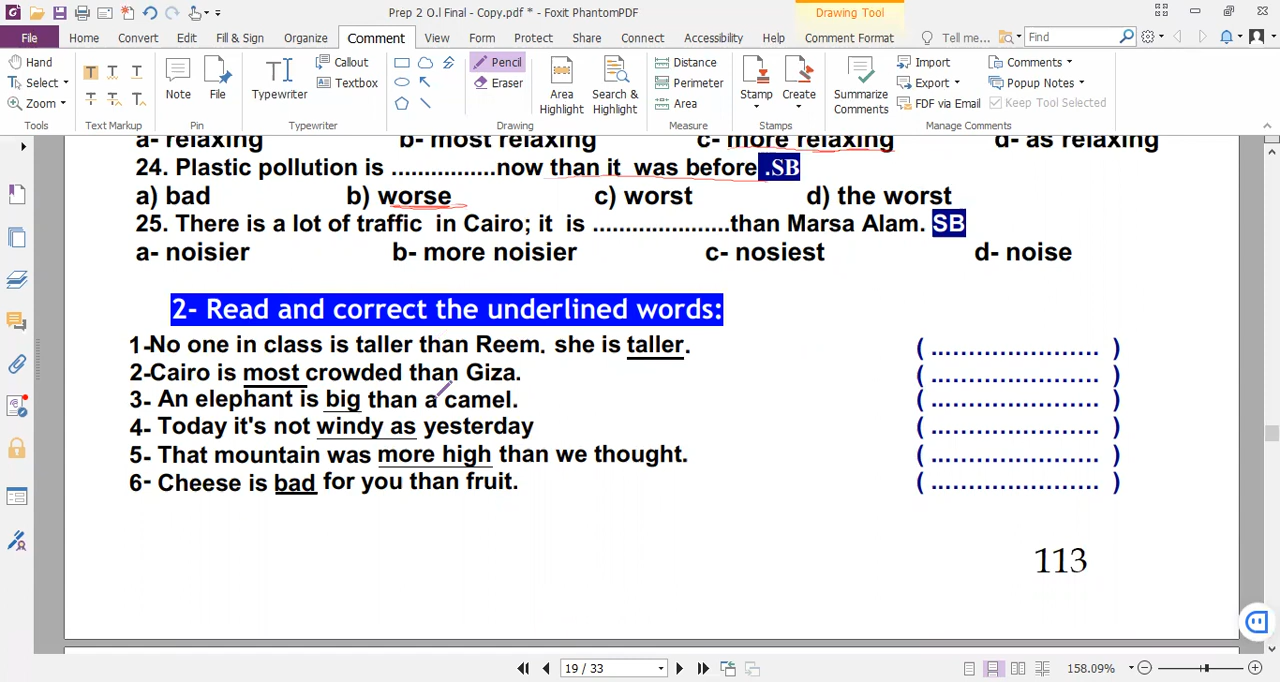 Prep 2 O.I Final - Copy.pdf * - Foxit PhantomPDF
Drawing Tool
File Home Convert Edit Fill & Sign Organize Comment View Form Protect Share Connect Accessibility Help Comment Format Tell me... Find
Hand
Select
Zoom
Tools
Text Markup
Note
File
Pin
Typewriter
Callout
Textbox
Typewriter
Pencil
Eraser
Area Highlight
Search & Highlight
Drawing
Distance
Perimeter
Area
Measure
Stamp
Create
Stamps
Summarize Comments
Import
Export
FDF via Email
Comments
Popup Notes
Keep Tool Selected
Manage Comments
a- relaxing b- most relaxing c- more relaxing d- as relaxing
24. Plastic pollution is ................now than it was before .SB
a) bad b) worse c) worst d) the worst
25. There is a lot of traffic in Cairo; it is .....................than Marsa Alam. SB
a- noisier b- more noisier c- nosiest d- noise
2- Read and correct the underlined words:
1-No one in class is taller than Reem. she is taller. ( ....................... )
2-Cairo is most crowded than Giza. ( ....................... )
3- An elephant is big than a camel. ( ....................... )
4- Today it's not windy as yesterday ( ....................... )
5- That mountain was more high than we thought. ( ....................... )
6- Cheese is bad for you than fruit. ( ....................... )
113
19 / 33
158.09%